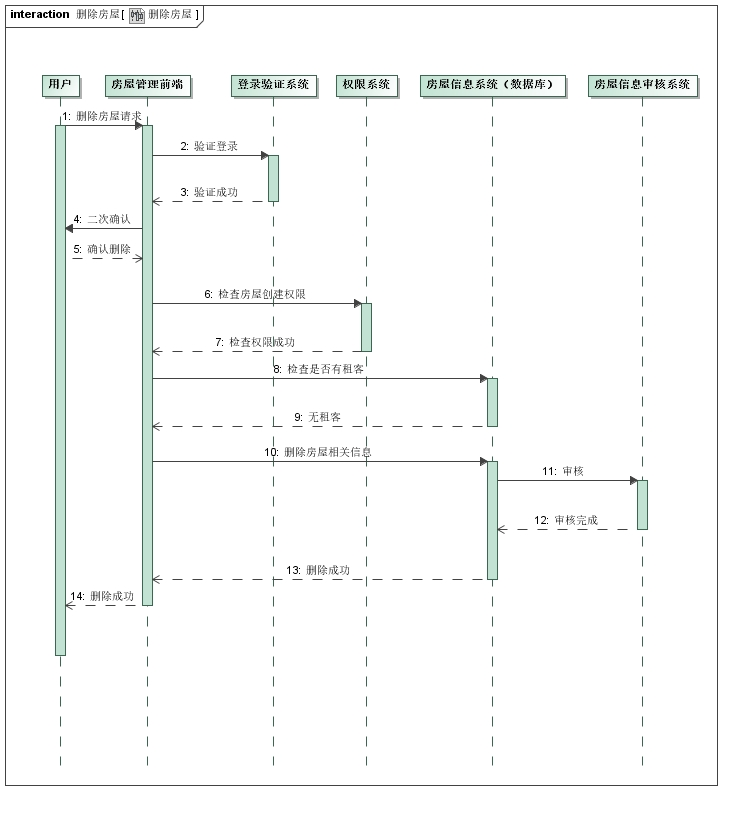 interaction 删除房屋[ 删除房屋 ]
用户 房屋管理前端 登录验证系统 权限系统 房屋信息系统（数据库） 房屋信息审核系统
1: 删除房屋请求
2: 验证登录
3: 验证成功
4: 二次确认
5: 确认删除
6: 检查房屋创建权限
7: 检查权限成功
8: 检查是否有租客
9: 无租客
10: 删除房屋相关信息
11: 审核
12: 审核完成
13: 删除成功
14: 删除成功